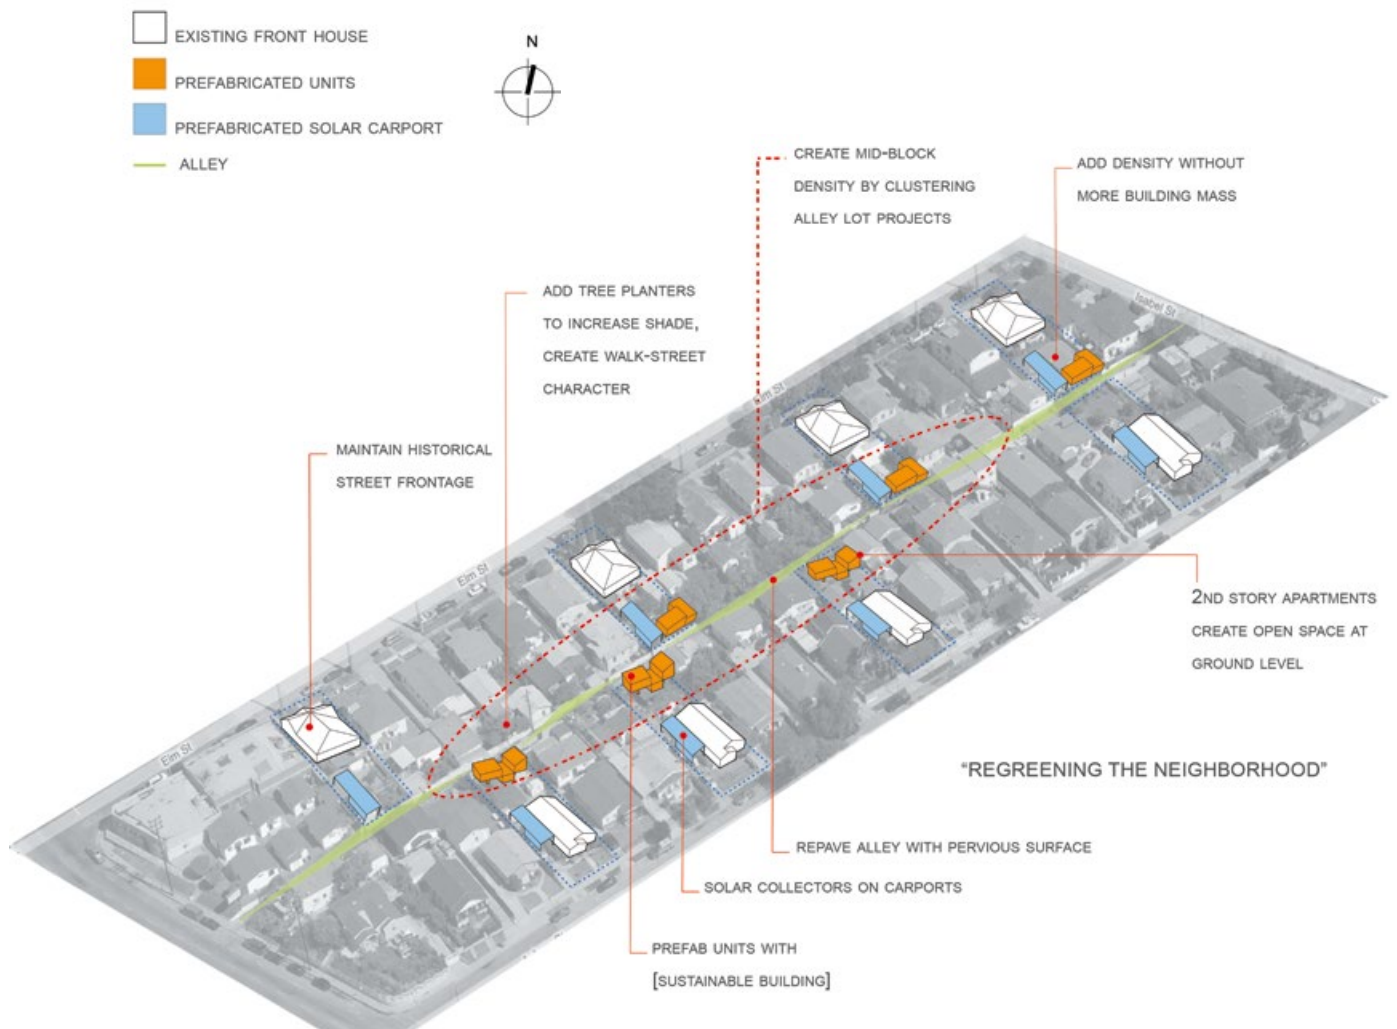 EXISTING FRONT HOUSE
PREFABRICATED UNITS
PREFABRICATED SOLAR CARPORT
ALLEY
N
CREATE MID-BLOCK
DENSITY BY CLUSTERING
ALLEY LOT PROJECTS
ADD DENSITY WITHOUT
MORE BUILDING MASS
ADD TREE PLANTERS
TO INCREASE SHADE,
CREATE WALK-STREET
CHARACTER
MAINTAIN HISTORICAL
STREET FRONTAGE
Isabel St
Elm St
Elm St
Elm St
2ND STORY APARTMENTS
CREATE OPEN SPACE AT
GROUND LEVEL
"REGREENING THE NEIGHBORHOOD"
REPAVE ALLEY WITH PERVIOUS SURFACE
SOLAR COLLECTORS ON CARPORTS
PREFAB UNITS WITH
[SUSTAINABLE BUILDING]